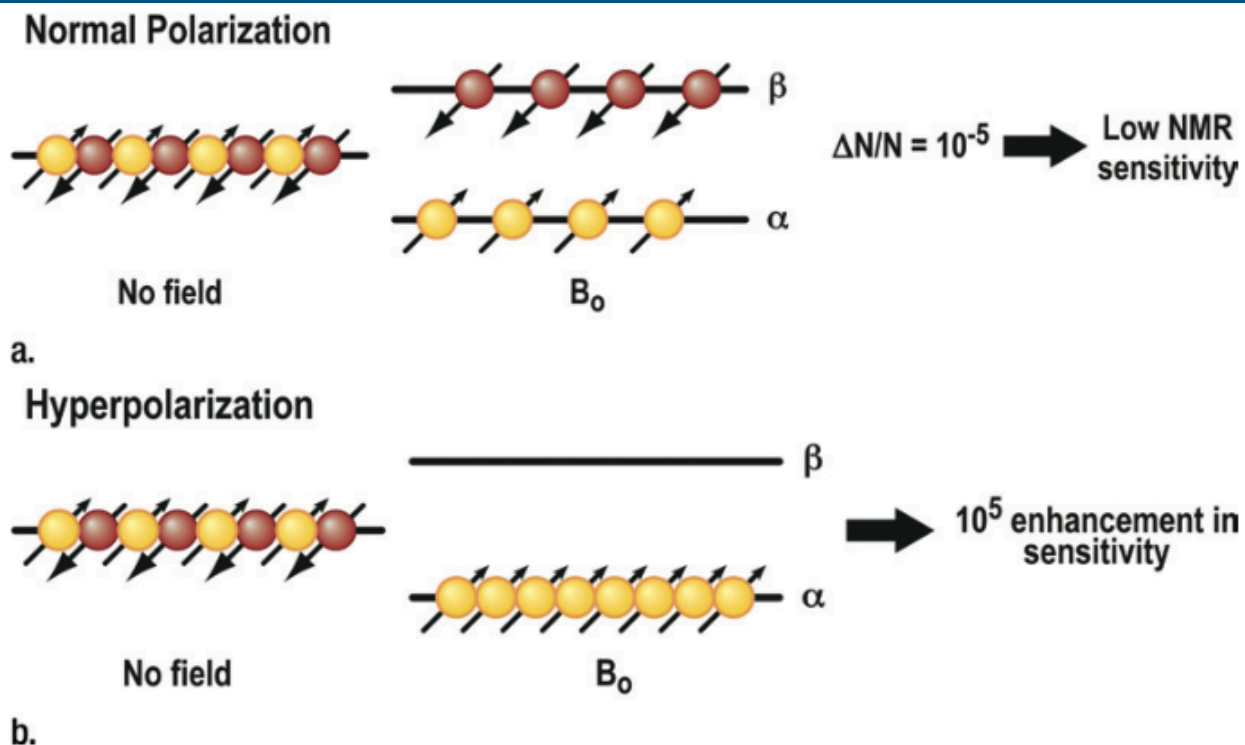 Normal Polarization
β
ΔN/N = 10⁻⁵
Low NMR
sensitivity
α
No field
Bₒ
a.
Hyperpolarization
β
10⁵ enhancement in
sensitivity
α
No field
Bₒ
b.